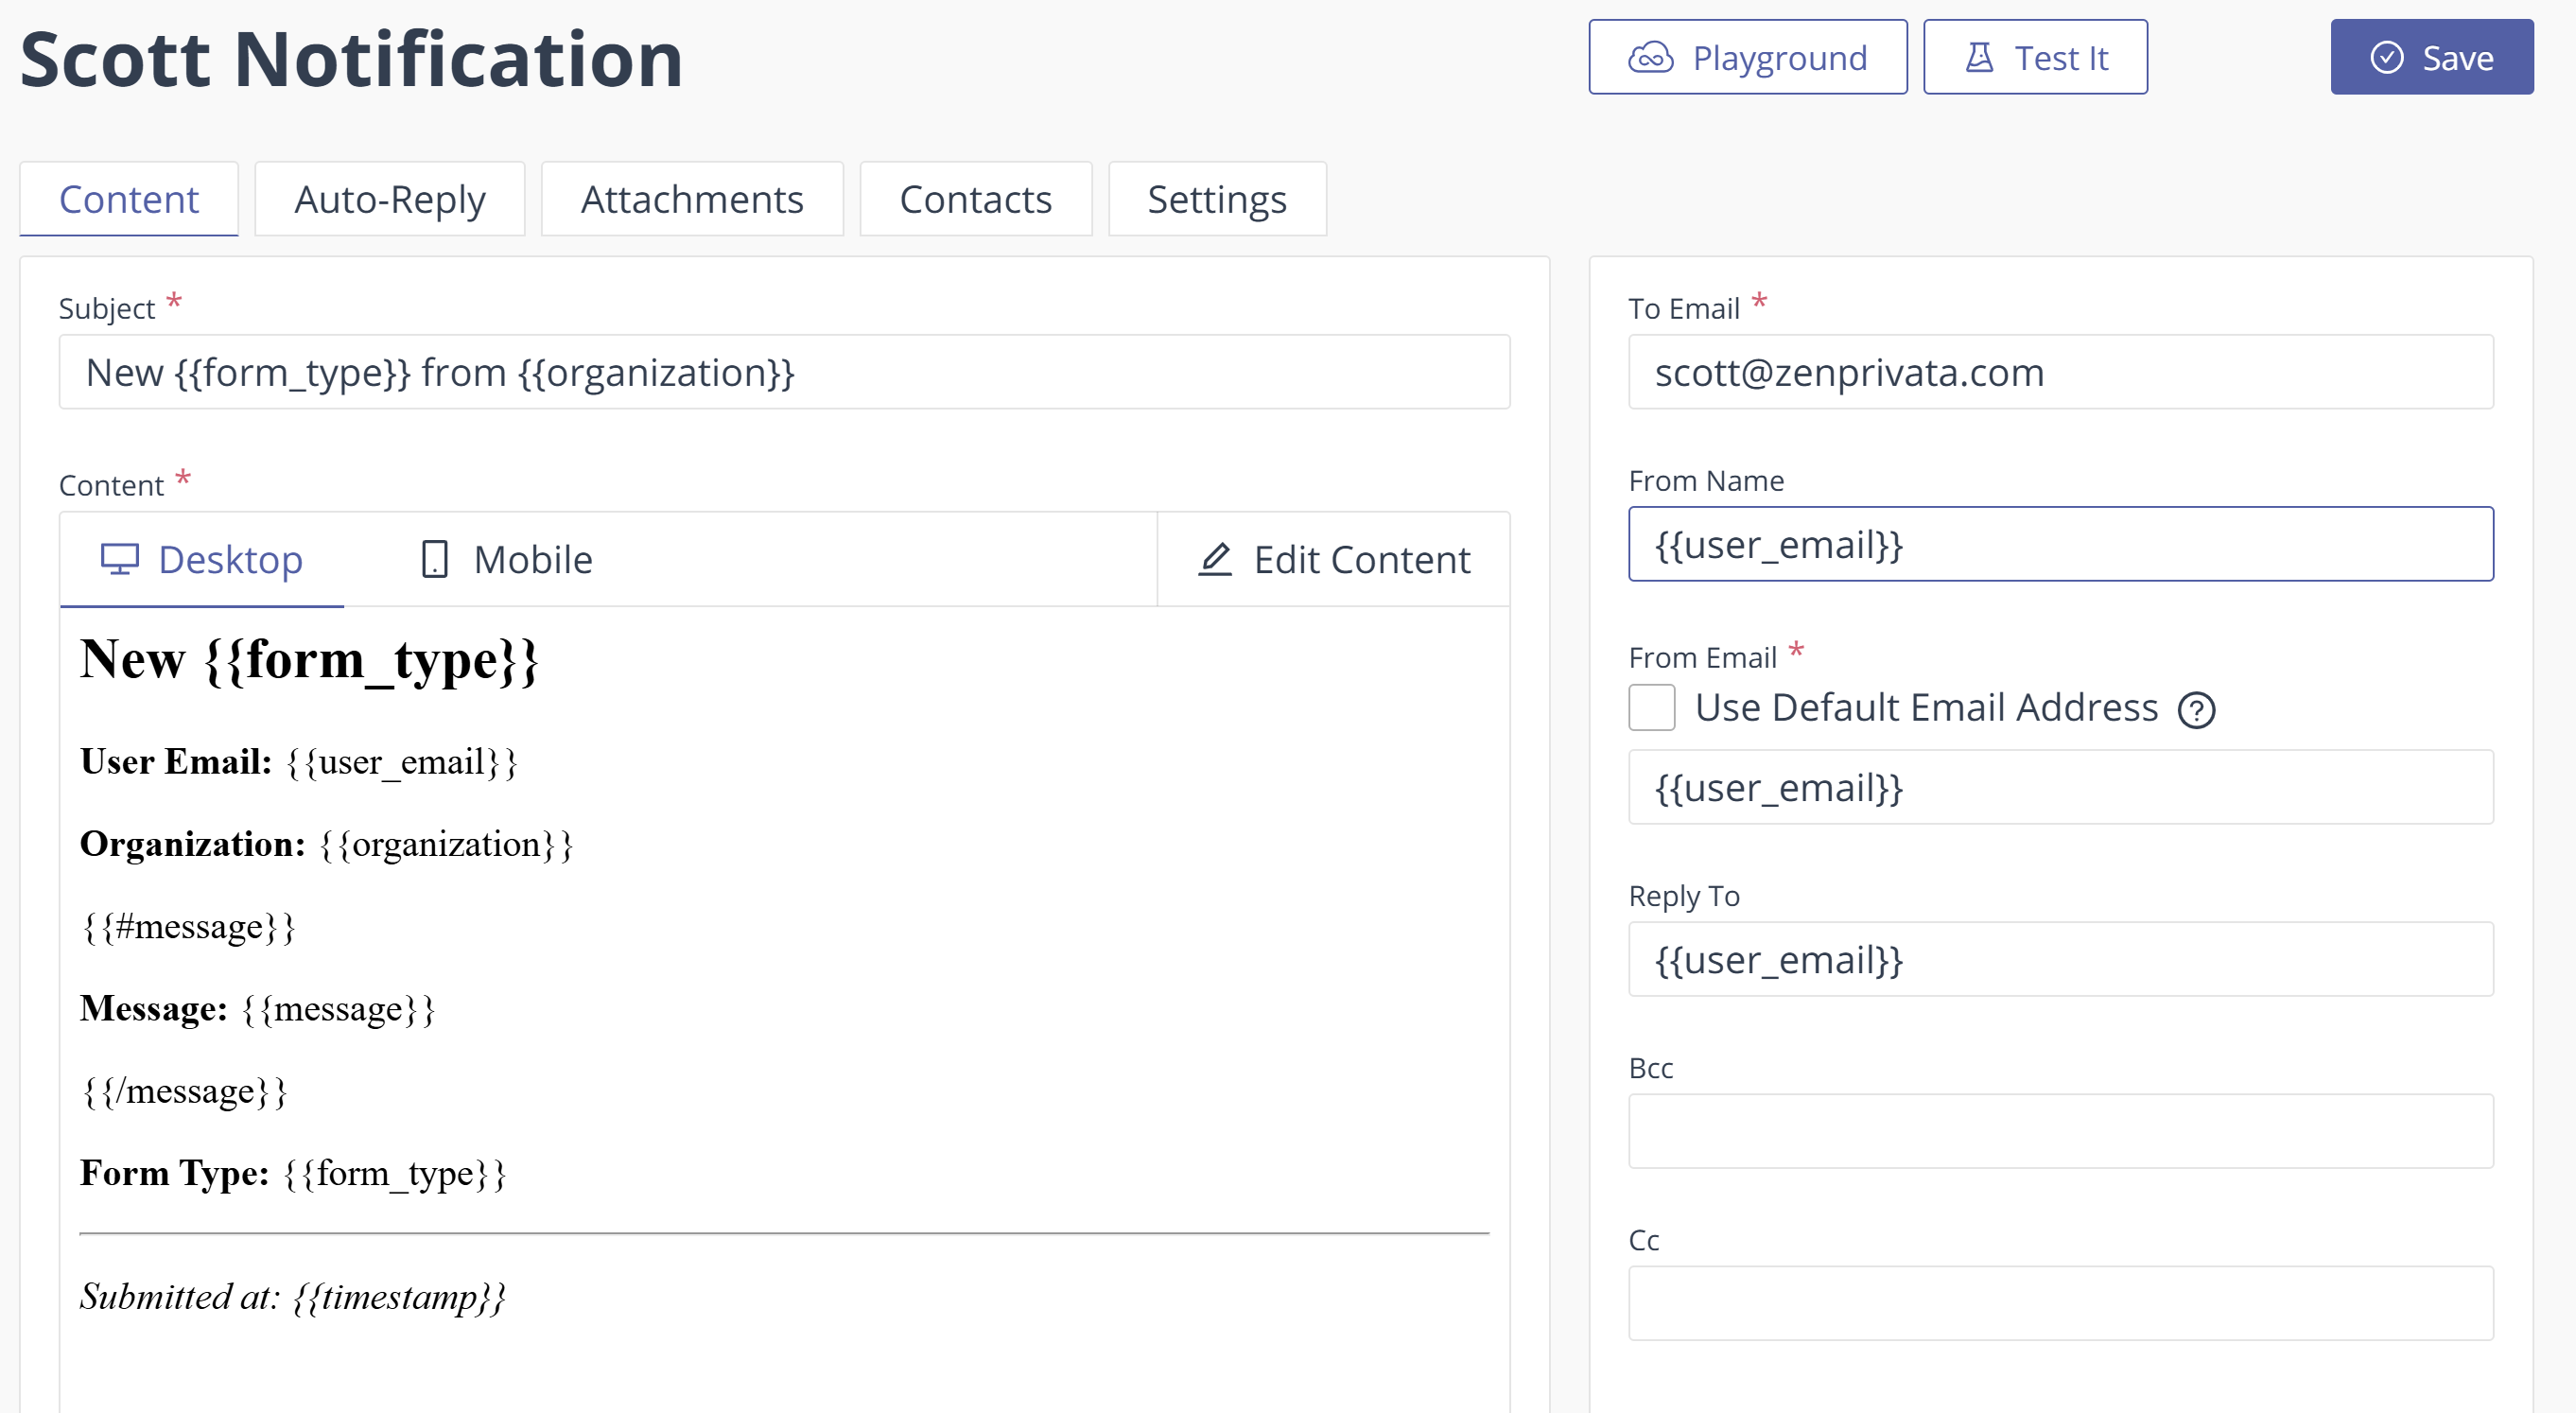 Scott Notification
Playground
Test It
Save
Content
Auto-Reply
Attachments
Contacts
Settings
Subject *
New {{form_type}} from {{organization}}
Content *
Desktop
Mobile
Edit Content
New {{form_type}}
User Email: {{user_email}}
Organization: {{organization}}
{{#message}}
Message: {{message}}
{{/message}}
Form Type: {{form_type}}
Submitted at: {{timestamp}}
To Email *
scott@zenprivata.com
From Name
{{user_email}}
From Email *
Use Default Email Address ?
{{user_email}}
Reply To
{{user_email}}
Bcc
Cc